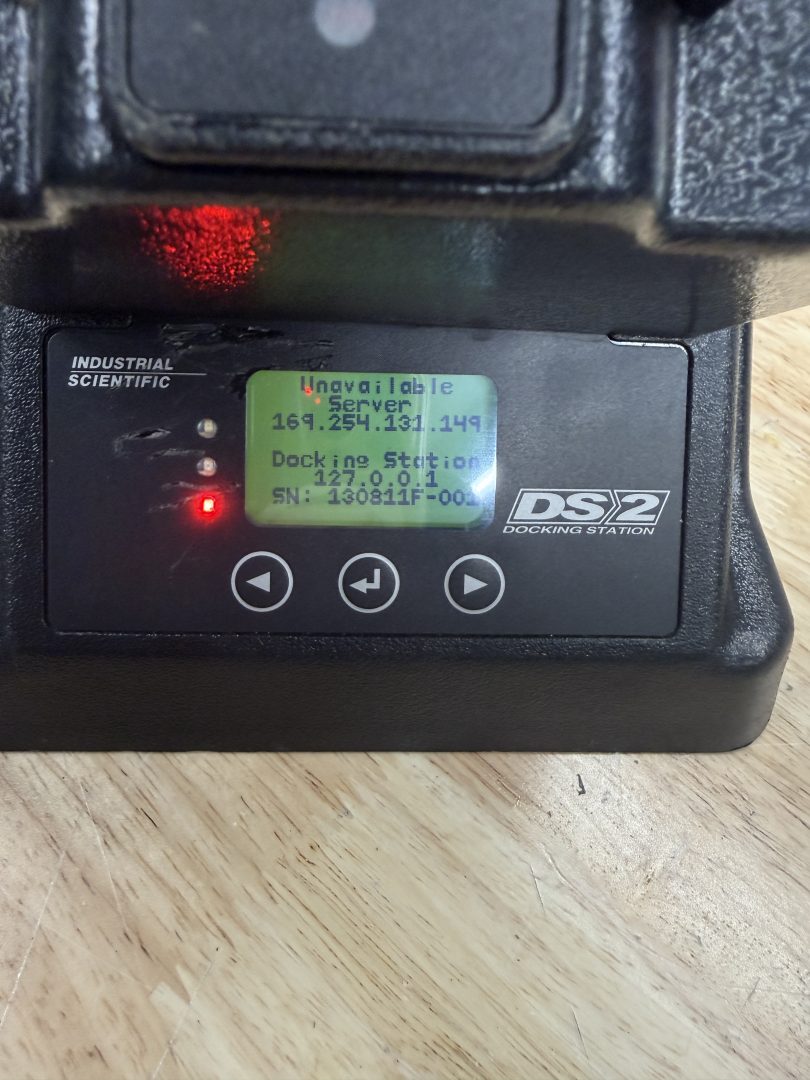 INDUSTRIAL
SCIENTIFIC
Unavailable
Server
169.254.131.149
Docking Station
127.0.0.1
SN: 130811F-001
DS2
DOCKING STATION